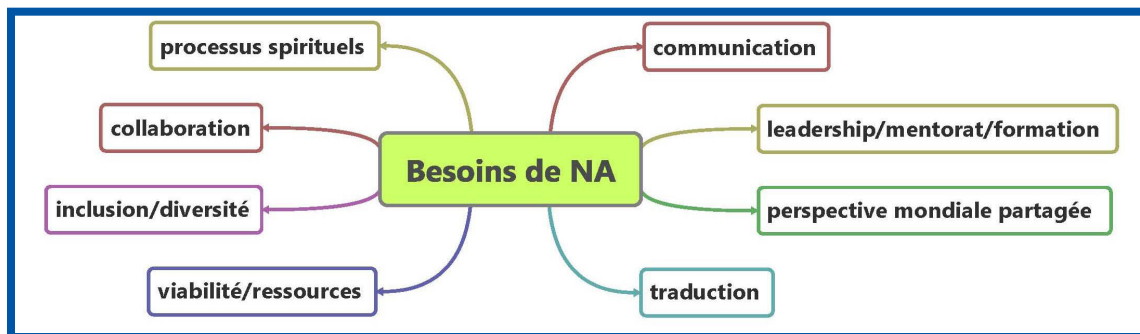 processus spirituels
communication
collaboration
leadership/mentorat/formation
Besoins de NA
inclusion/diversité
perspective mondiale partagée
viabilité/ressources
traduction